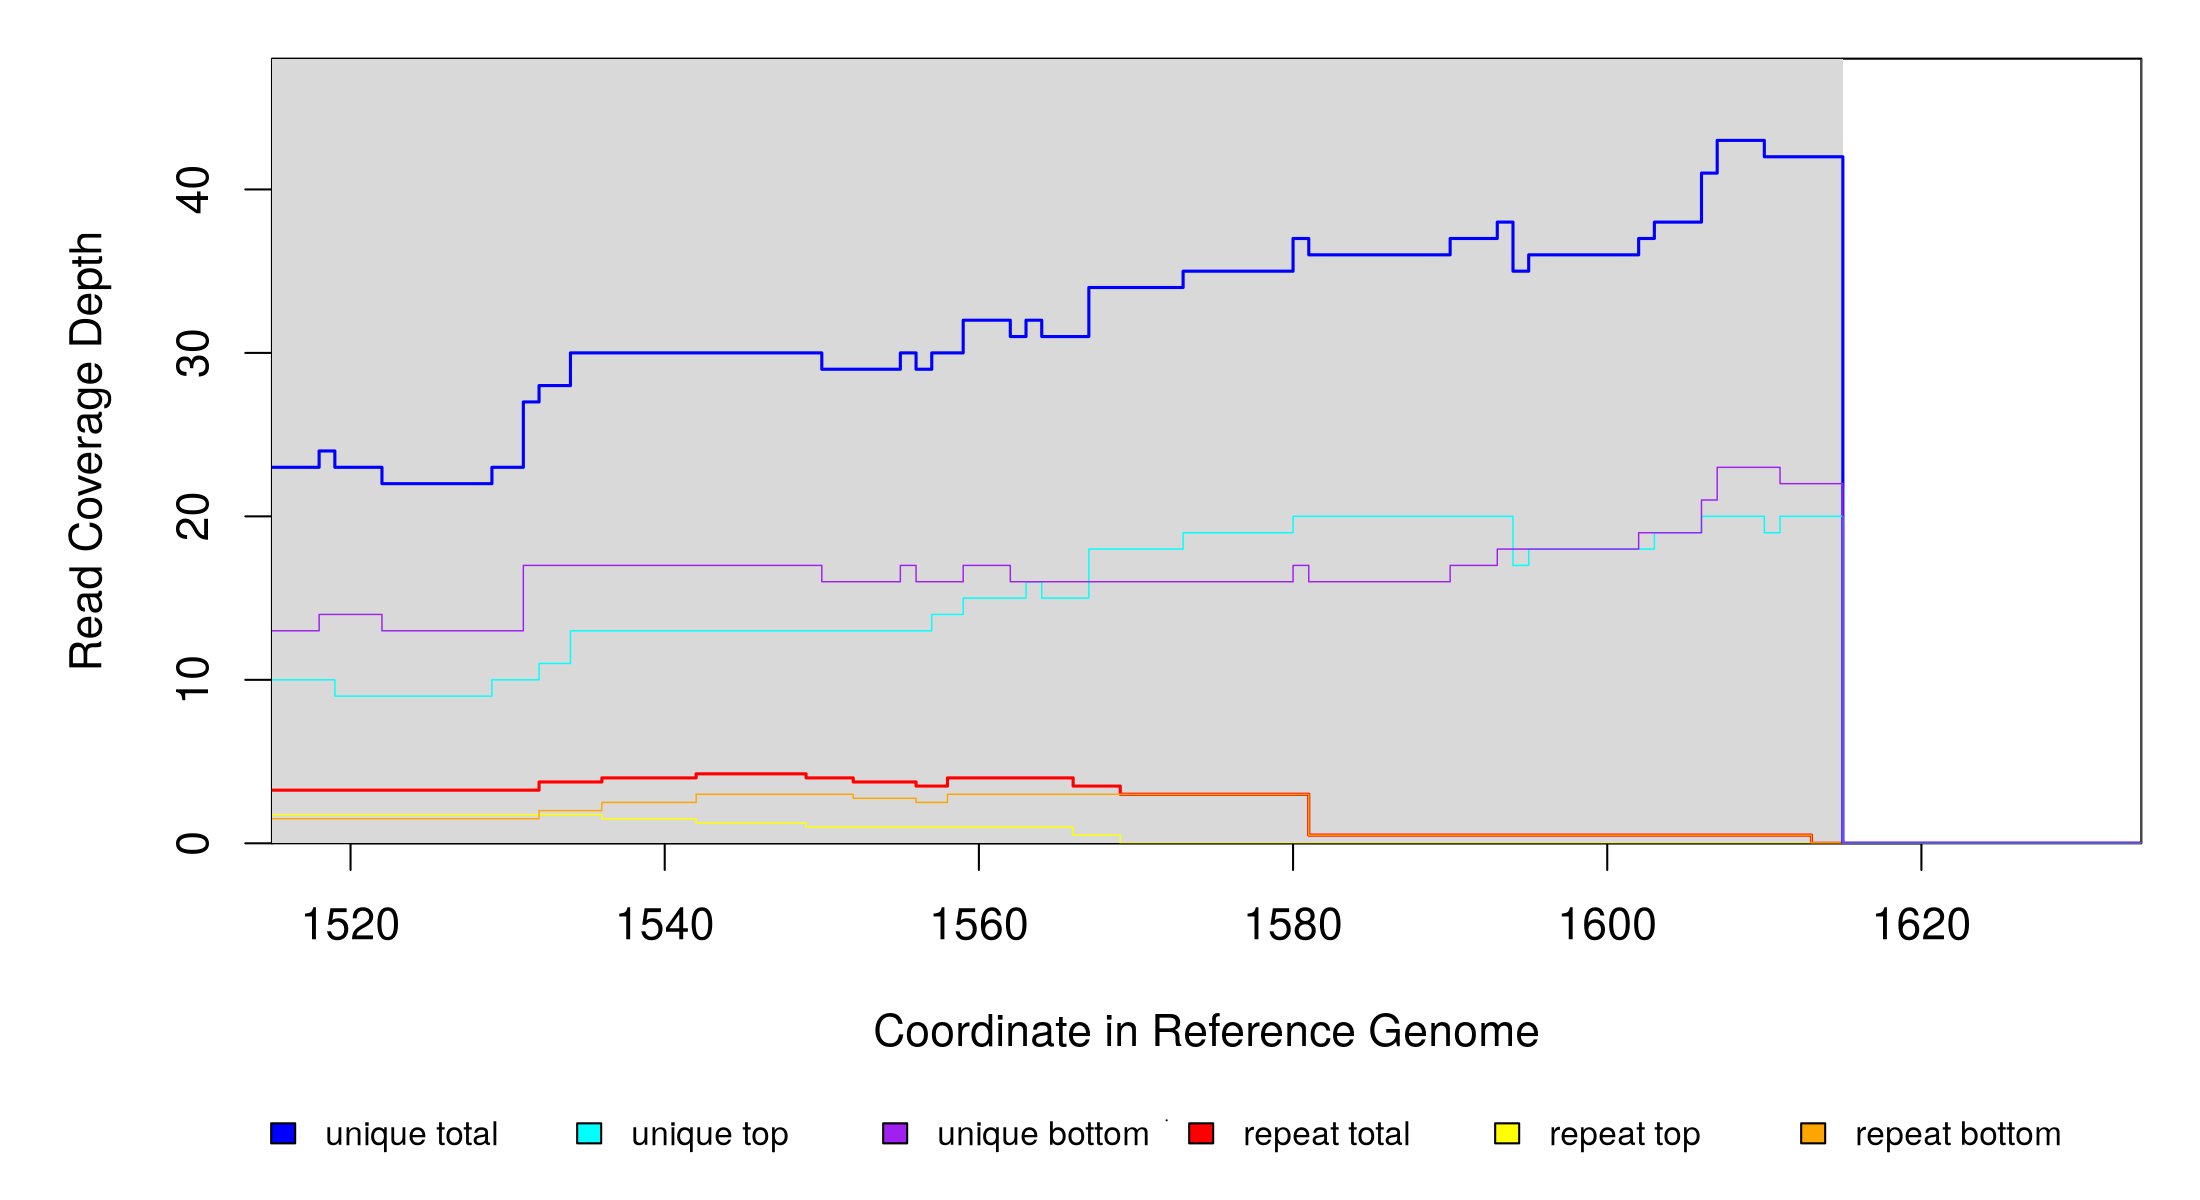 Read Coverage Depth
40
30
20
10
0
1520 1540 1560 1580 1600 1620
Coordinate in Reference Genome
unique total unique top unique bottom repeat total repeat top repeat bottom